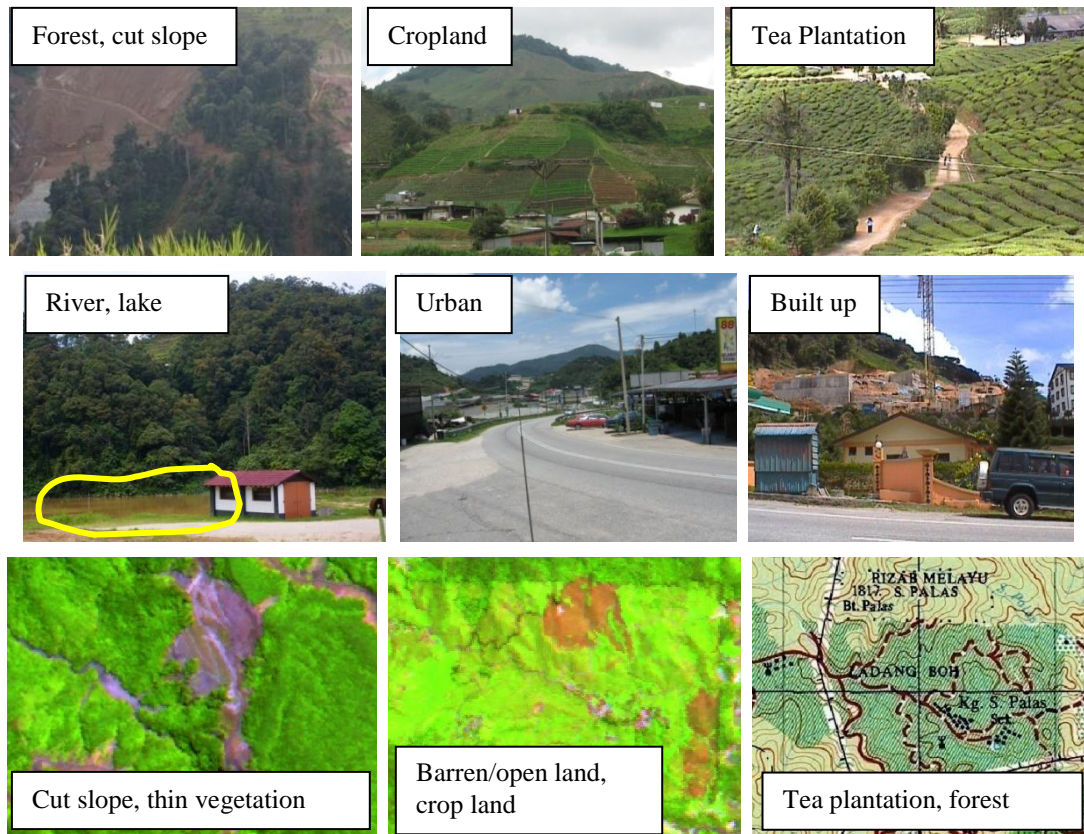 Forest, cut slope
Cropland
Tea Plantation
River, lake
Urban
88
Built up
Cut slope, thin vegetation
Barren/open land,
crop land
RIZAB MELAYU
1817 S. PALAS
Bt. Palas
LADANG BOH
Kg. S. Palas
Tea plantation, forest